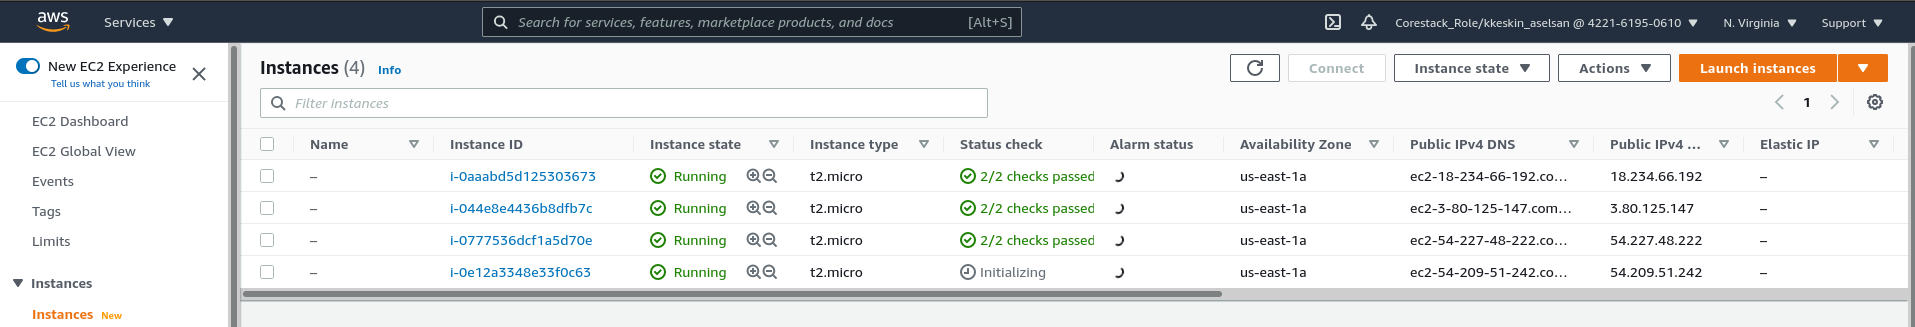 aws Services Search for services, features, marketplace products, and docs [Alt+S] Corestack_Role/kkeskin_aselsan @ 4221-6195-0610 N. Virginia Support
New EC2 Experience
Tell us what you think
EC2 Dashboard
EC2 Global View
Events
Tags
Limits
Instances
Instances New
Instances (4) Info Connect Instance state Actions Launch instances
Filter instances 1
Name Instance ID Instance state Instance type Status check Alarm status Availability Zone Public IPv4 DNS Public IPv4 ... Elastic IP
– i-0aaabd5d125303673 Running t2.micro 2/2 checks passed us-east-1a ec2-18-234-66-192.co... 18.234.66.192 –
– i-044e8e4436b8dfb7c Running t2.micro 2/2 checks passed us-east-1a ec2-3-80-125-147.com... 3.80.125.147 –
– i-0777536dcf1a5d70e Running t2.micro 2/2 checks passed us-east-1a ec2-54-227-48-222.co... 54.227.48.222 –
– i-0e12a3348e33f0c63 Running t2.micro Initializing us-east-1a ec2-54-209-51-242.co... 54.209.51.242 –